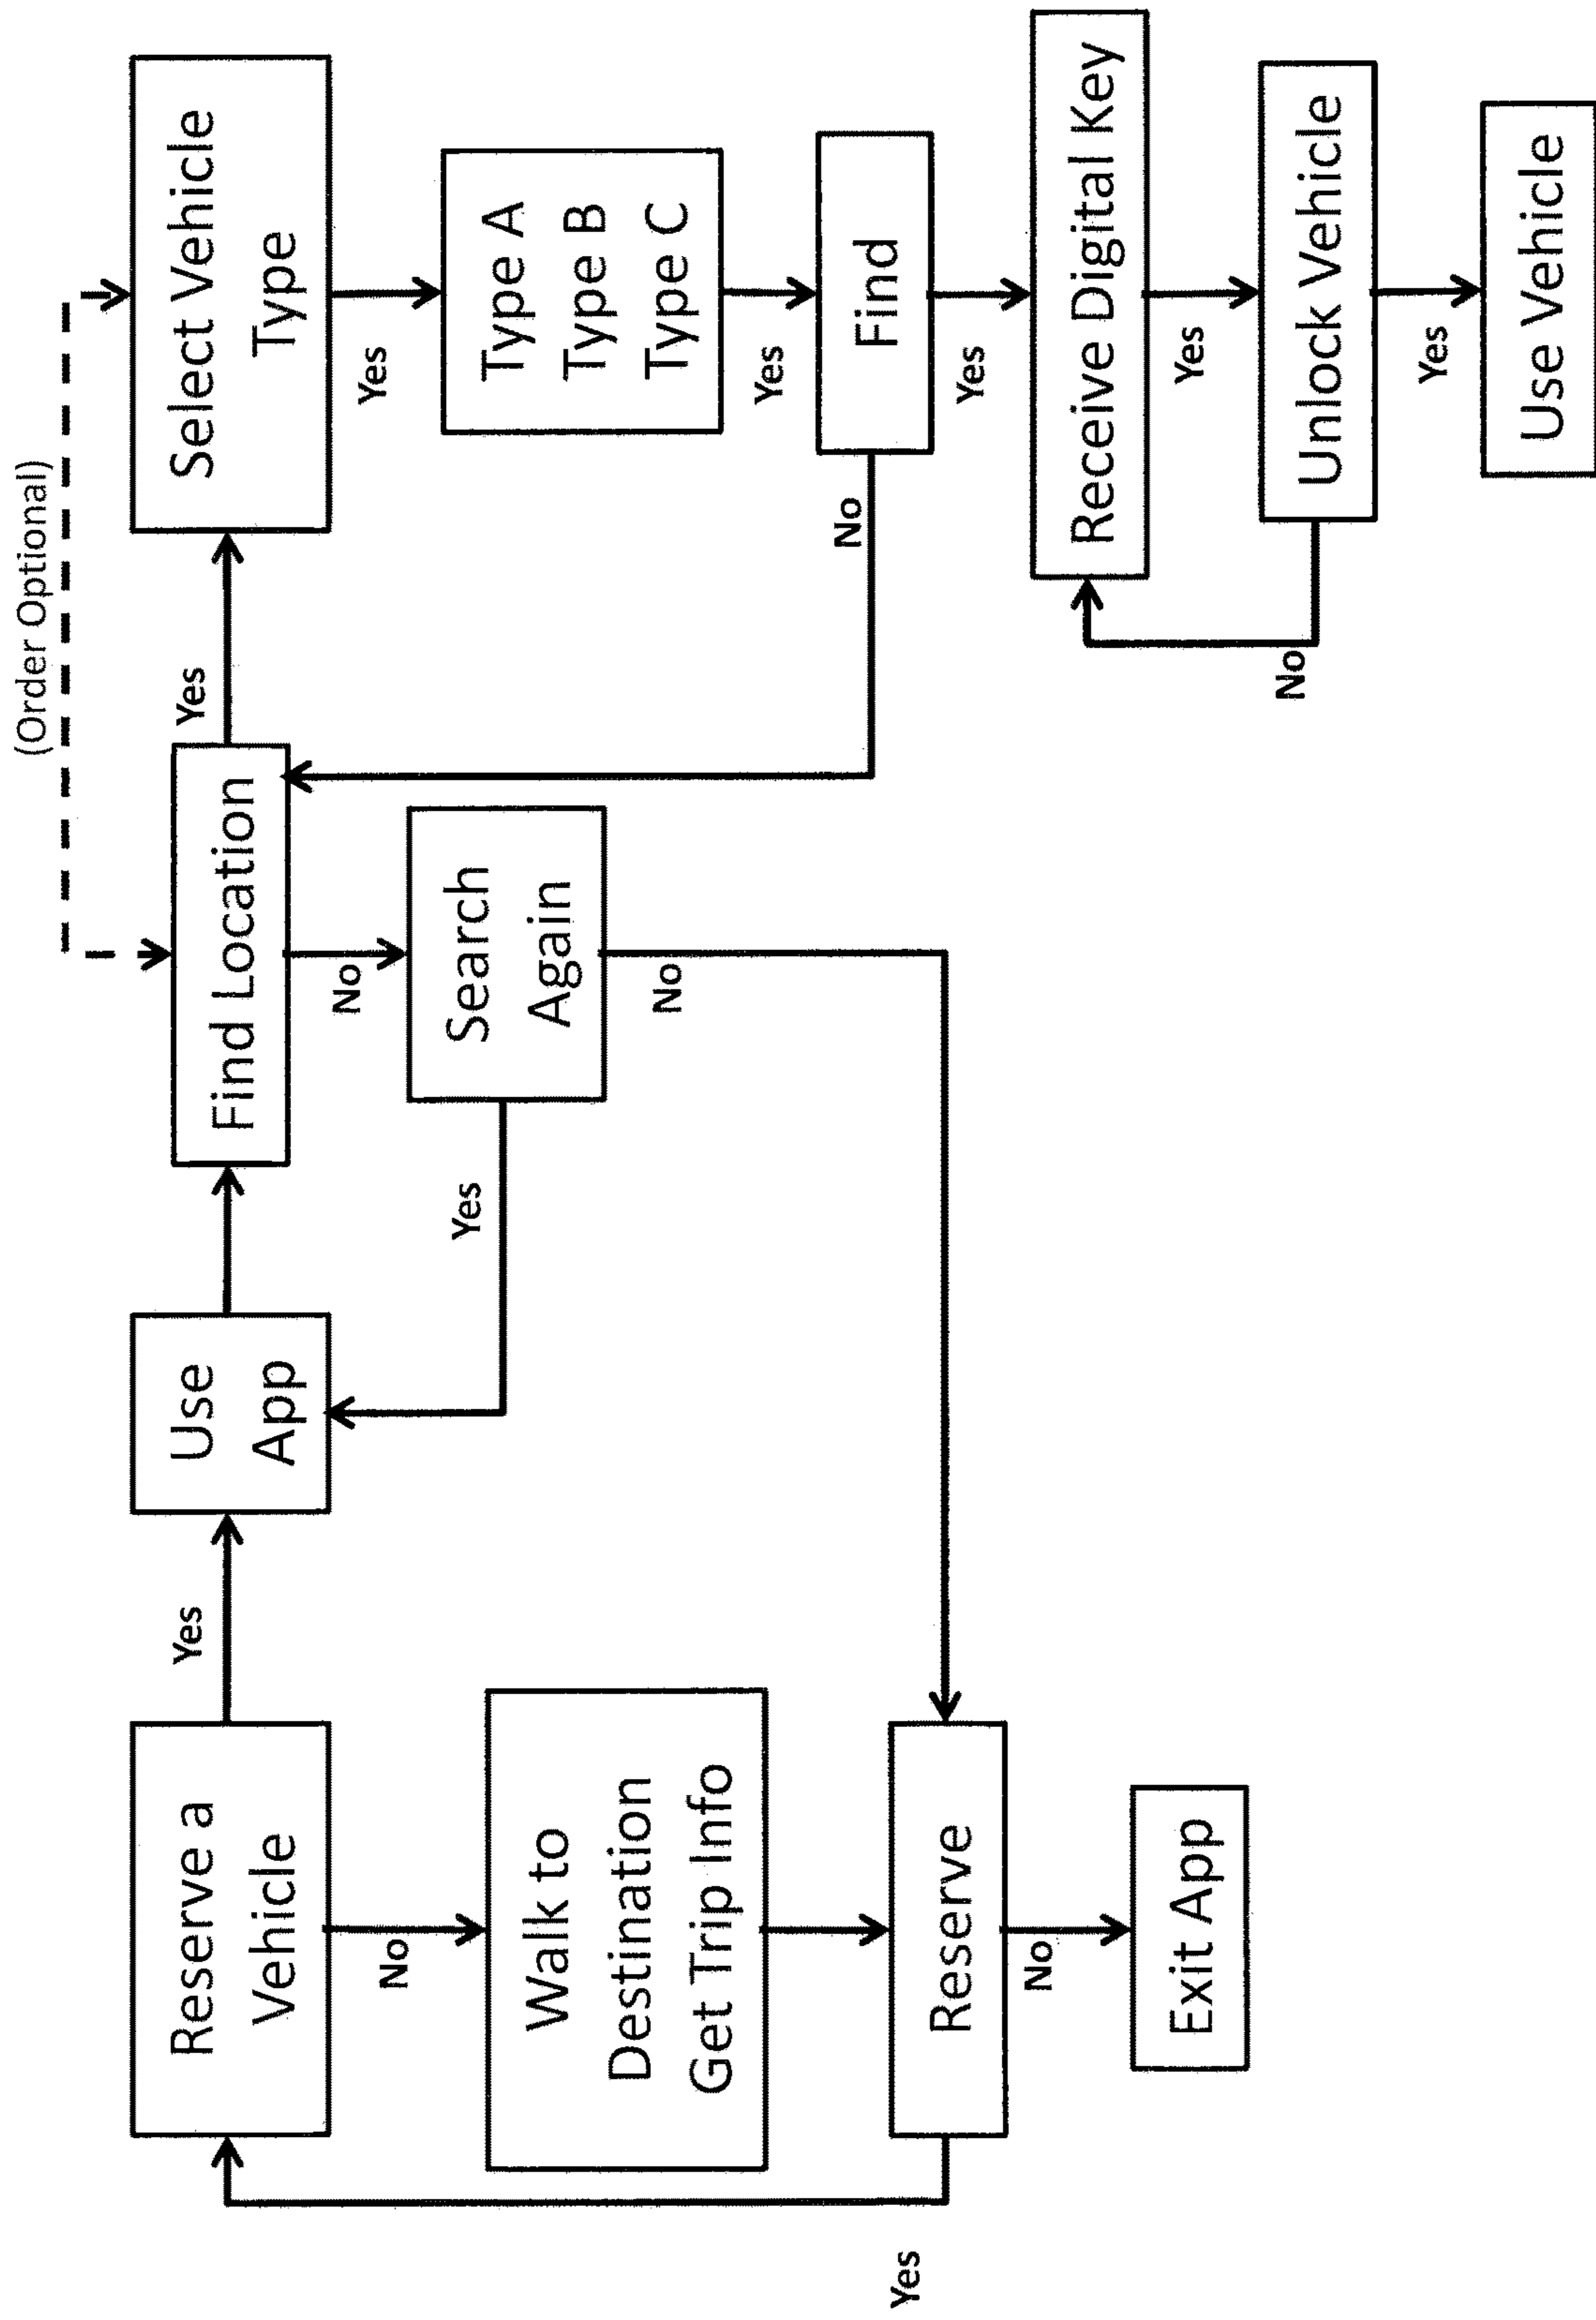 (Order Optional)
Reserve a
Vehicle
Yes
Use
App
Find Location
Yes
Select Vehicle
Type
No
Walk to
Destination
Get Trip Info
Yes
No
Search
Again
No
Yes
Type A
Type B
Type C
Yes
Find
No
Yes
Reserve
Yes
No
Exit App
Receive Digital Key
Yes
Unlock Vehicle
No
Yes
Use Vehicle